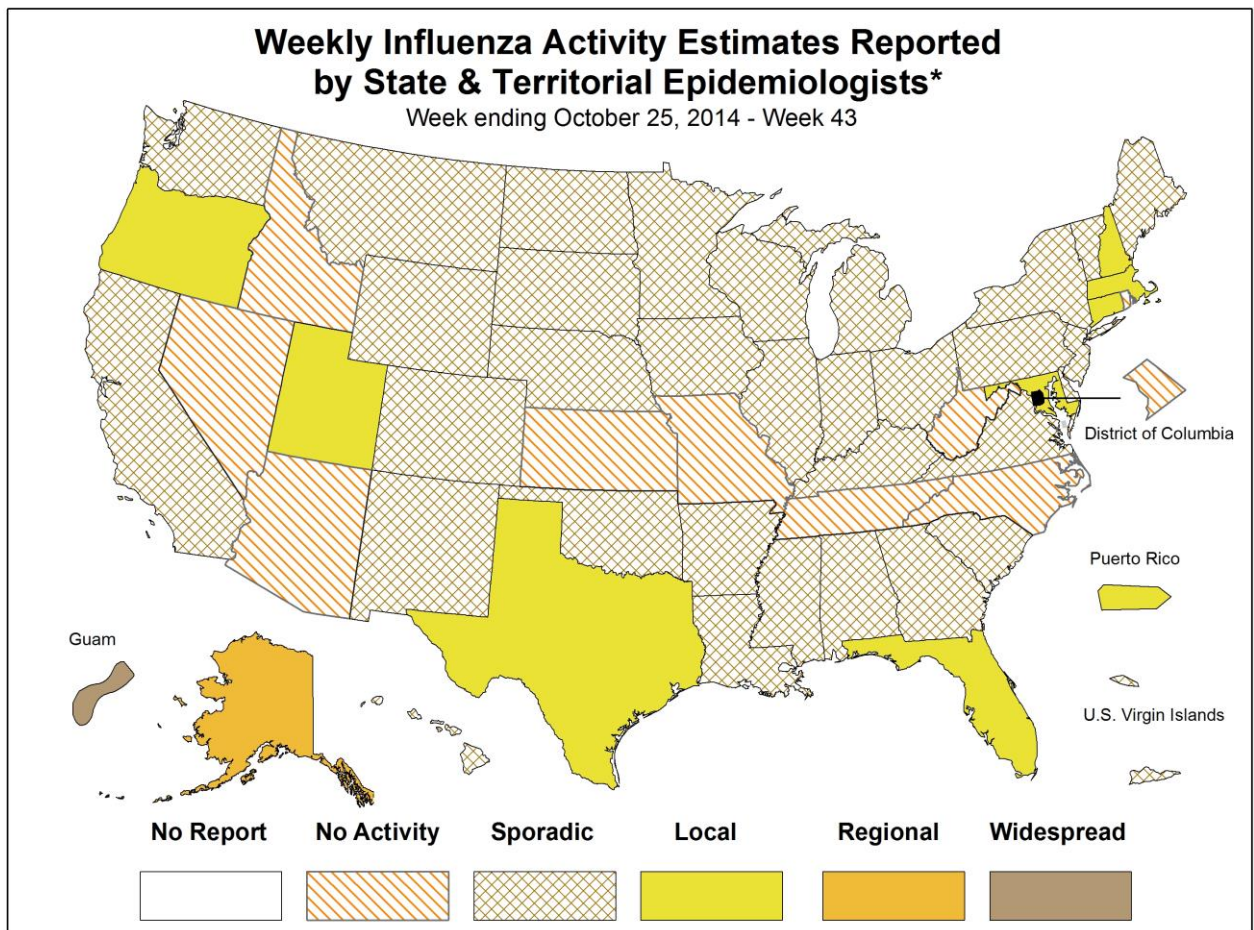 Weekly Influenza Activity Estimates Reported
by State & Territorial Epidemiologists*
Week ending October 25, 2014 - Week 43
District of Columbia
Puerto Rico
Guam
U.S. Virgin Islands
No Report No Activity Sporadic Local Regional Widespread